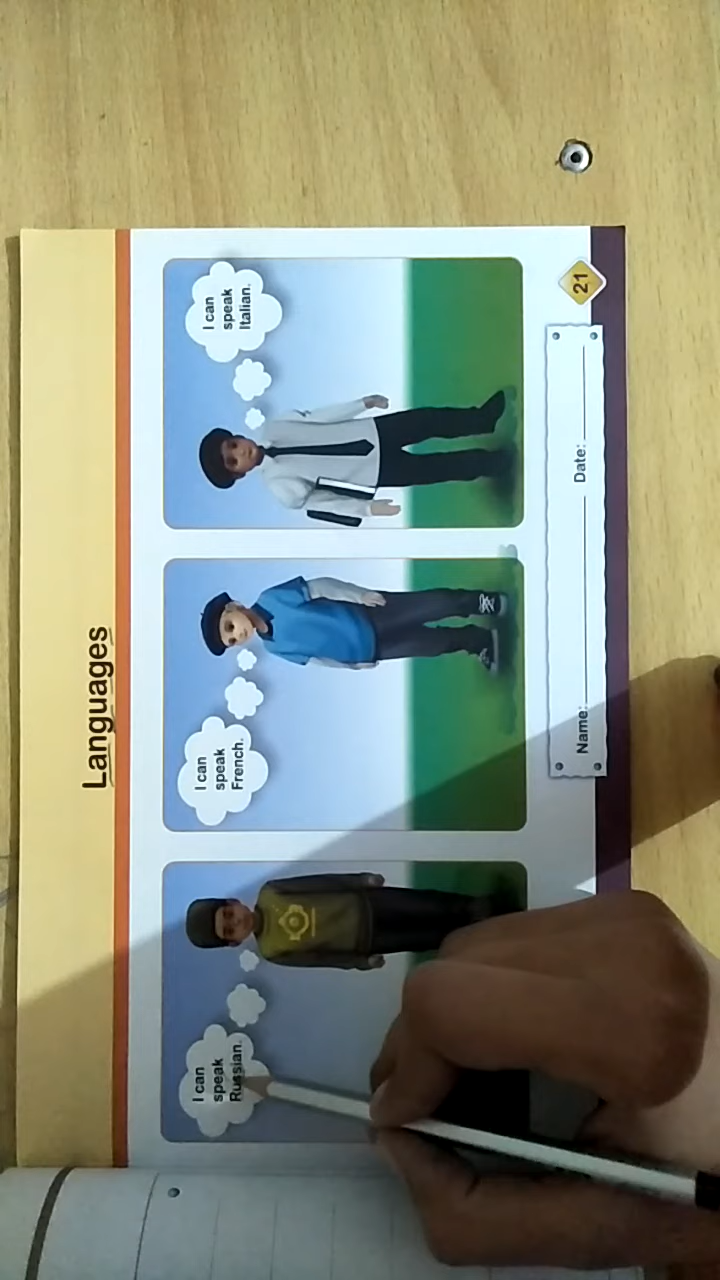 Languages
I can
speak
Russian.
I can
speak
French.
I can
speak
Italian.
Name: Date:
21